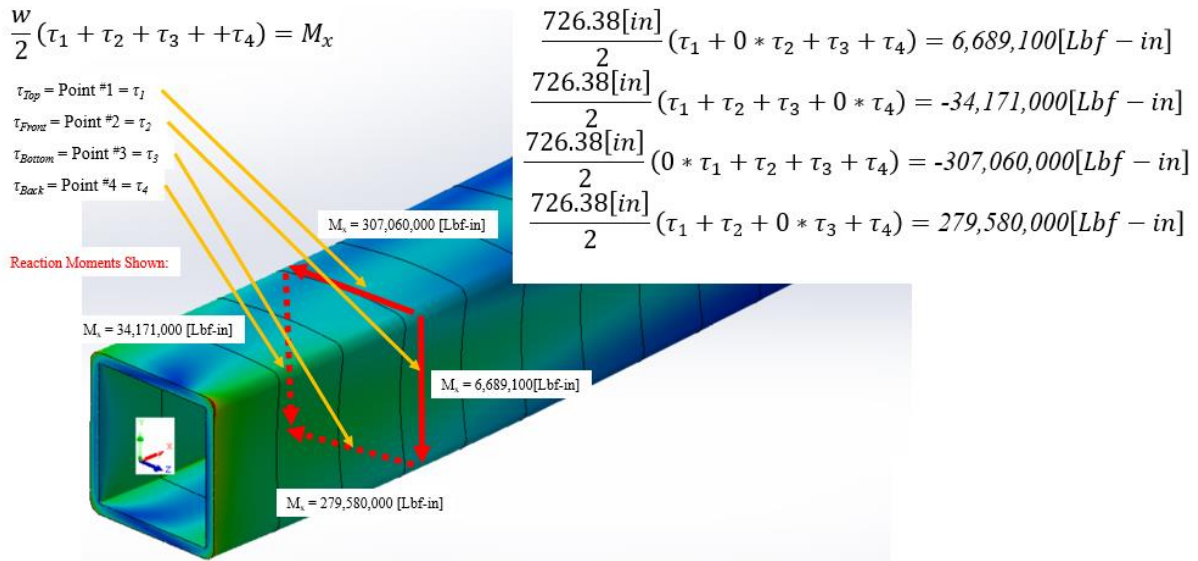 w/2 (τ₁ + τ₂ + τ₃ + +τ₄) = Mₓ
τTop = Point #1 = τ₁
τFront = Point #2 = τ₂
τBottom = Point #3 = τ₃
τBack = Point #4 = τ₄
Reaction Moments Shown:
726.38[in]/2 (τ₁ + 0 * τ₂ + τ₃ + τ₄) = 6,689,100[Lbf − in]
726.38[in]/2 (τ₁ + τ₂ + τ₃ + 0 * τ₄) = -34,171,000[Lbf − in]
726.38[in]/2 (0 * τ₁ + τ₂ + τ₃ + τ₄) = -307,060,000[Lbf − in]
726.38[in]/2 (τ₁ + τ₂ + 0 * τ₃ + τ₄) = 279,580,000[Lbf − in]
Mₓ = 307,060,000 [Lbf-in]
Mₓ = 34,171,000 [Lbf-in]
Mₓ = 6,689,100[Lbf-in]
Mₓ = 279,580,000 [Lbf-in]
Y
X
Z